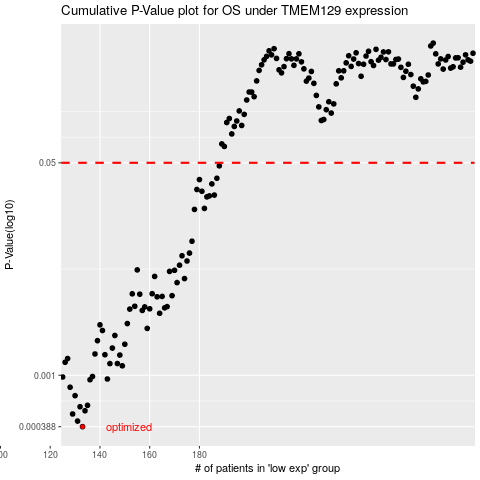 Cumulative P-Value plot for OS under TMEM129 expression
P-Value(log10)
0.05
0.001
0.000388
optimized
00
120
140
160
180
# of patients in 'low exp' group